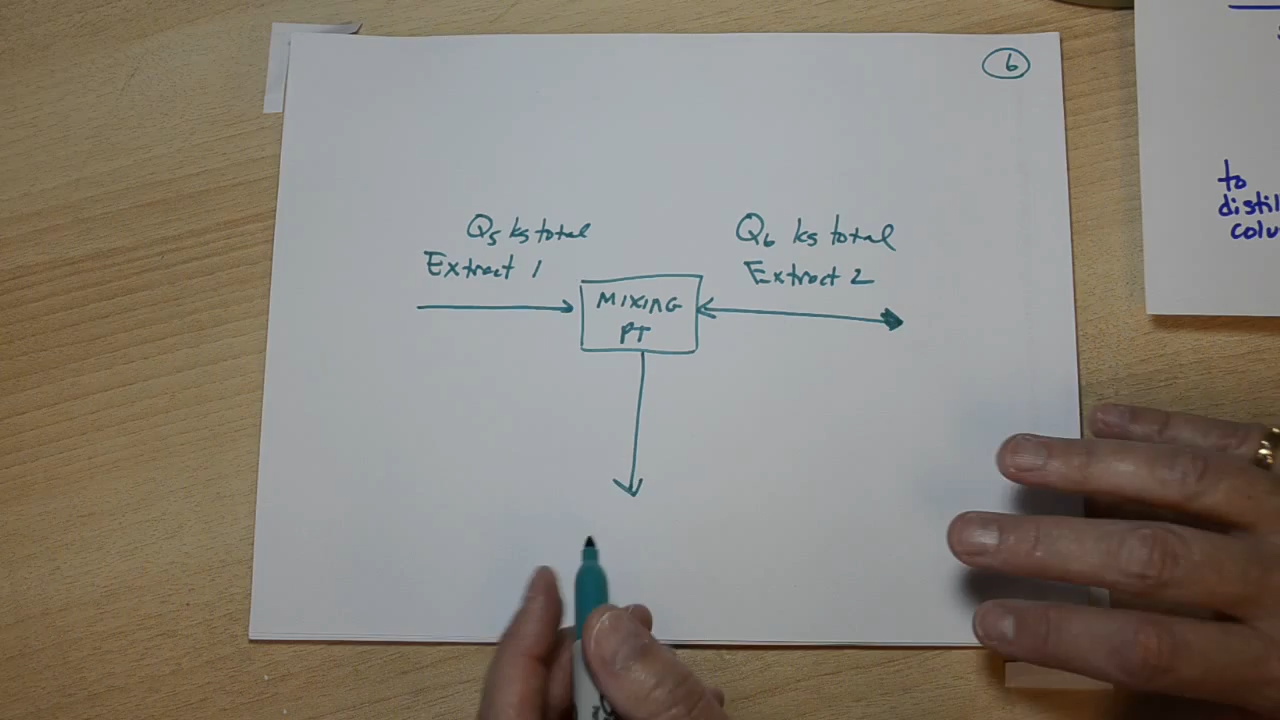 6
Q5 kg total
Extract 1
Q6 kg total
Extract 2
MIXING
PT
to
distil
colu